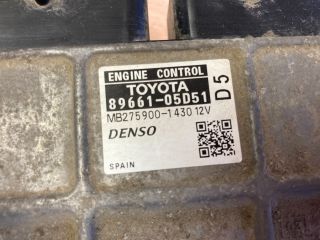 ENGINE CONTROL
TOYOTA
89661-05D51
MB275900-1430 12V
D5
DENSO
SPAIN